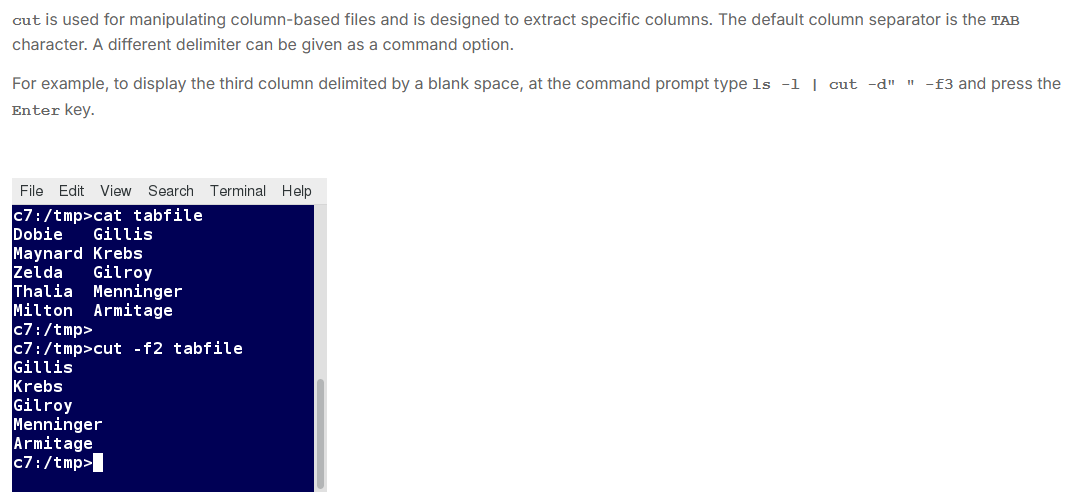 cut is used for manipulating column-based files and is designed to extract specific columns. The default column separator is the TAB
character. A different delimiter can be given as a command option.
For example, to display the third column delimited by a blank space, at the command prompt type ls -l | cut -d" " -f3 and press the
Enter key.
File Edit View Search Terminal Help
c7:/tmp>cat tabfile
Dobie   Gillis
Maynard Krebs
Zelda   Gilroy
Thalia  Menninger
Milton  Armitage
c7:/tmp>
c7:/tmp>cut -f2 tabfile
Gillis
Krebs
Gilroy
Menninger
Armitage
c7:/tmp>